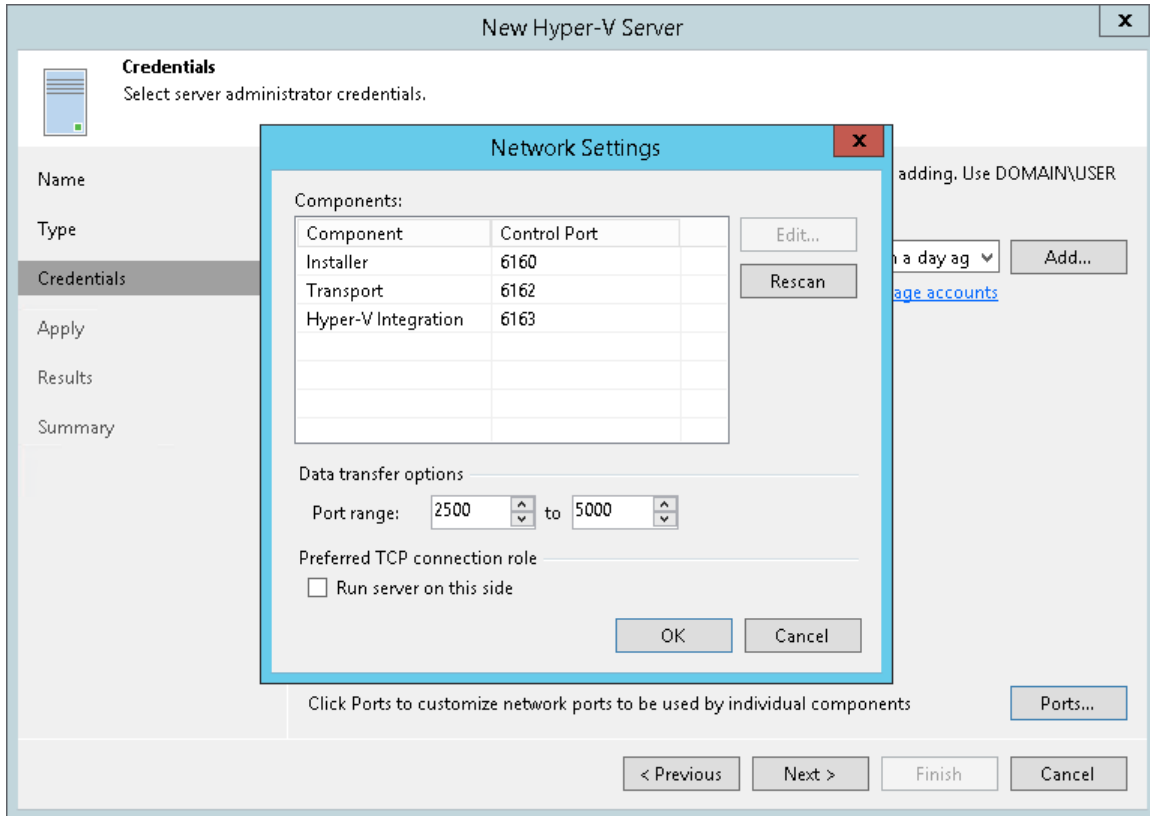 New Hyper-V Server
x
Credentials
Select server administrator credentials.
Name
Type
Credentials
Apply
Results
Summary
adding. Use DOMAIN\USER
a day ag
Add...
accounts
Network Settings
x
Components:
Component Control Port
Installer 6160
Transport 6162
Hyper-V Integration 6163
Edit...
Rescan
Data transfer options
Port range: 2500 to 5000
Preferred TCP connection role
Run server on this side
OK Cancel
Click Ports to customize network ports to be used by individual components
Ports...
< Previous Next > Finish Cancel